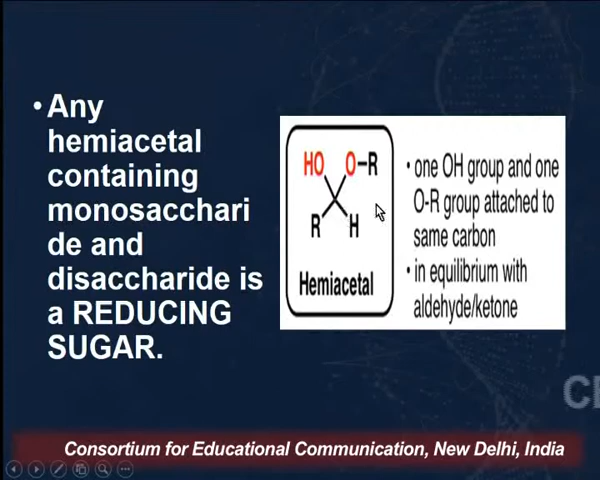 • Any
hemiacetal
containing
monosacchari
de and
disaccharide is
a REDUCING
SUGAR.
HO O-R
R H
Hemiacetal
• one OH group and one
O-R group attached to
same carbon
• in equilibrium with
aldehyde/ketone
Consortium for Educational Communication, New Delhi, India